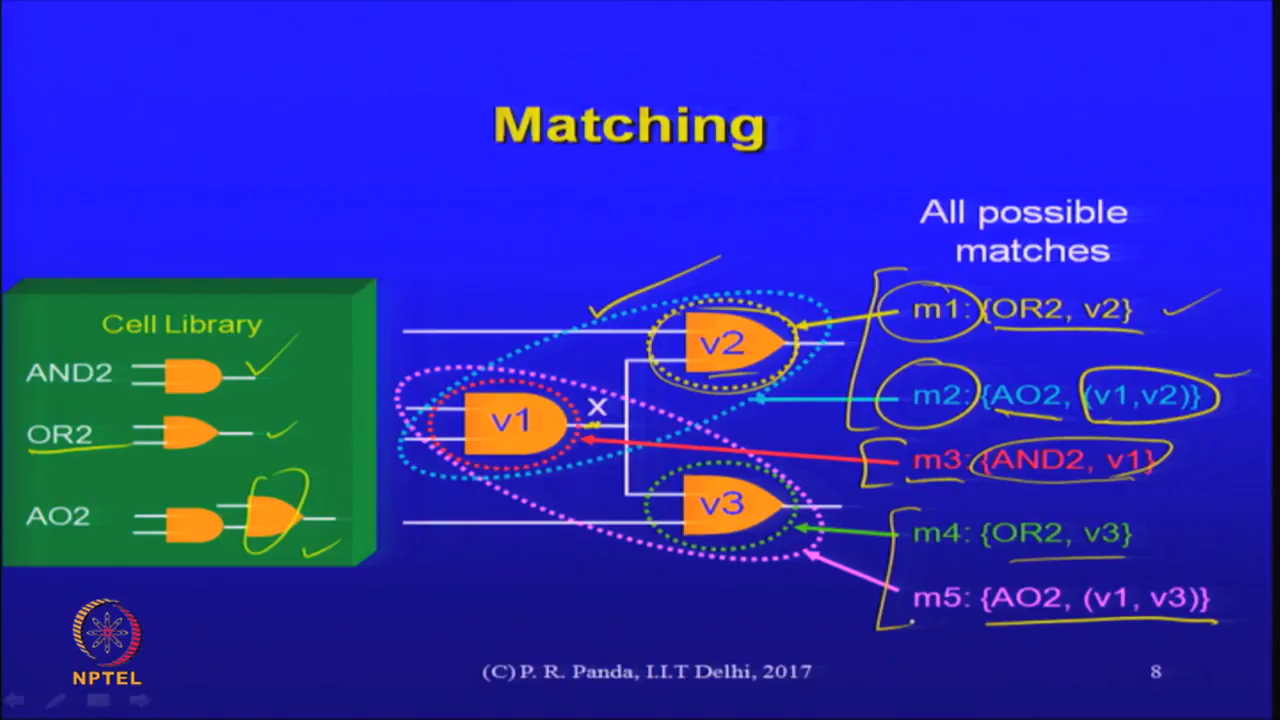 Matching
All possible
matches
Cell Library
AND2
OR2
AO2
v1
x
v2
v3
m1: {OR2, v2}
m2: {AO2, (v1,v2)}
m3: {AND2, v1}
m4: {OR2, v3}
m5: {AO2, (v1, v3)}
NPTEL
(C) P. R. Panda, I.I.T Delhi, 2017
8